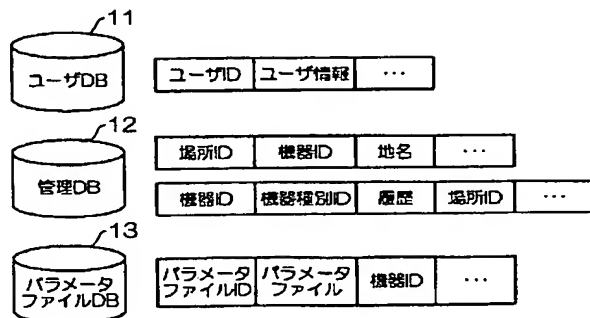 11
ユーザDB
ユーザID ユーザ情報 ...
12
管理DB
場所ID 機器ID 地名 ...
機器ID 機器種別ID 履歴 場所ID ...
13
パラメータ
ファイルDB
パラメータ
ファイルID
パラメータ
ファイル
機器ID ...